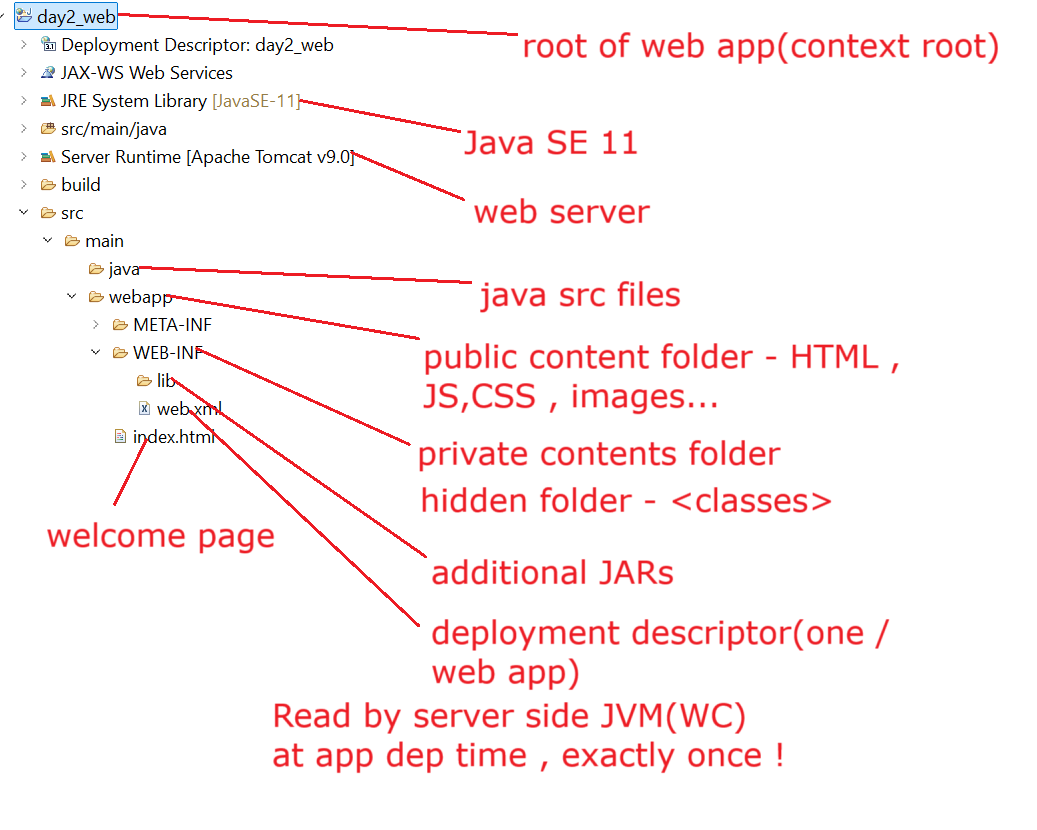 day2_web
root of web app(context root)
Deployment Descriptor: day2_web
JAX-WS Web Services
JRE System Library [JavaSE-11]
Java SE 11
src/main/java
Server Runtime [Apache Tomcat v9.0]
web server
build
src
main
java
java src files
webapp
META-INF
public content folder - HTML ,
JS,CSS , images...
WEB-INF
lib
web.xml
index.html
private contents folder
hidden folder - <classes>
welcome page
additional JARs
deployment descriptor(one /
web app)
Read by server side JVM(WC)
at app dep time , exactly once !